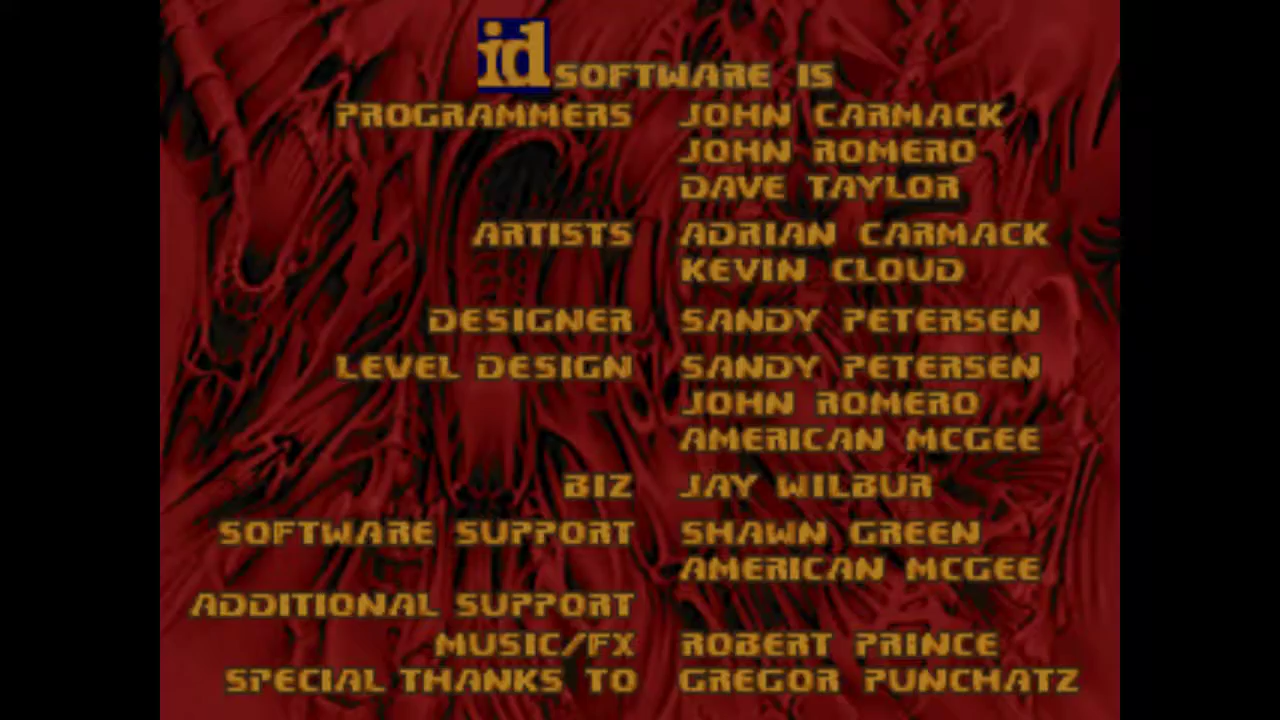 id SOFTWARE IS
PROGRAMMERS JOHN CARMACK
JOHN ROMERO
DAVE TAYLOR
ARTISTS ADRIAN CARMACK
KEVIN CLOUD
DESIGNER SANDY PETERSEN
LEVEL DESIGN SANDY PETERSEN
JOHN ROMERO
AMERICAN MCGEE
BIZ JAY WILBUR
SOFTWARE SUPPORT SHAWN GREEN
AMERICAN MCGEE
ADDITIONAL SUPPORT
MUSIC/FX ROBERT PRINCE
SPECIAL THANKS TO GREGOR PUNCHATZ